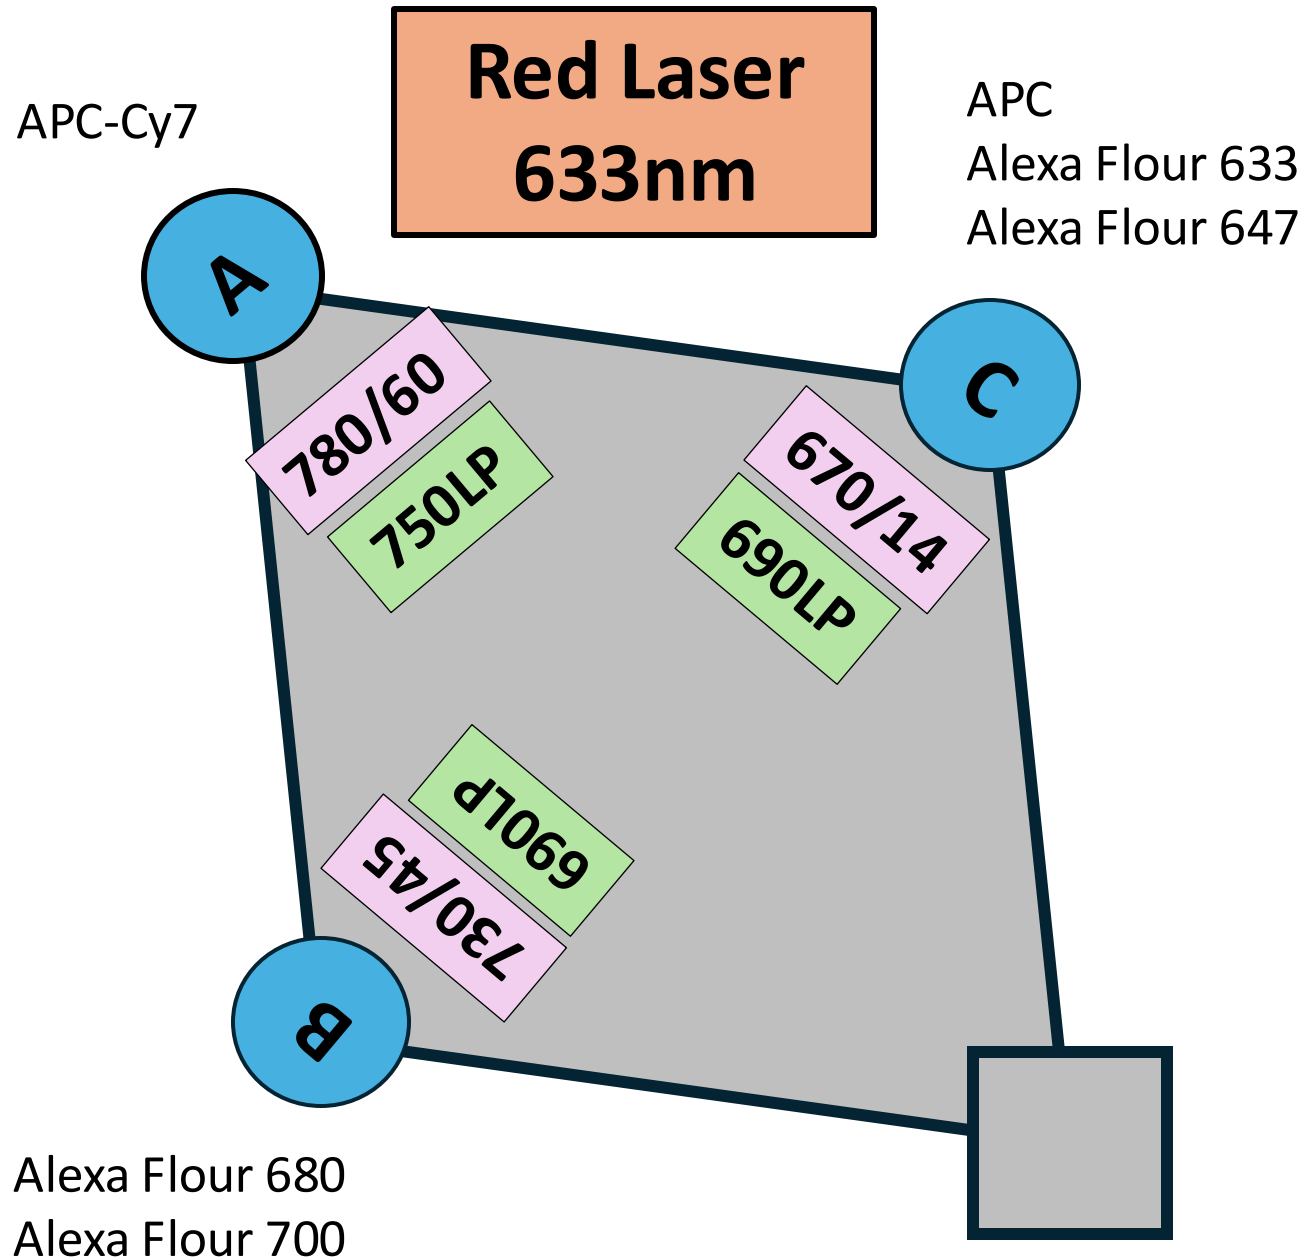 Red Laser
633nm
APC-Cy7
APC
Alexa Flour 633
Alexa Flour 647
A
C
780/60
750LP
670/14
690LP
690LP
730/45
B
Alexa Flour 680
Alexa Flour 700